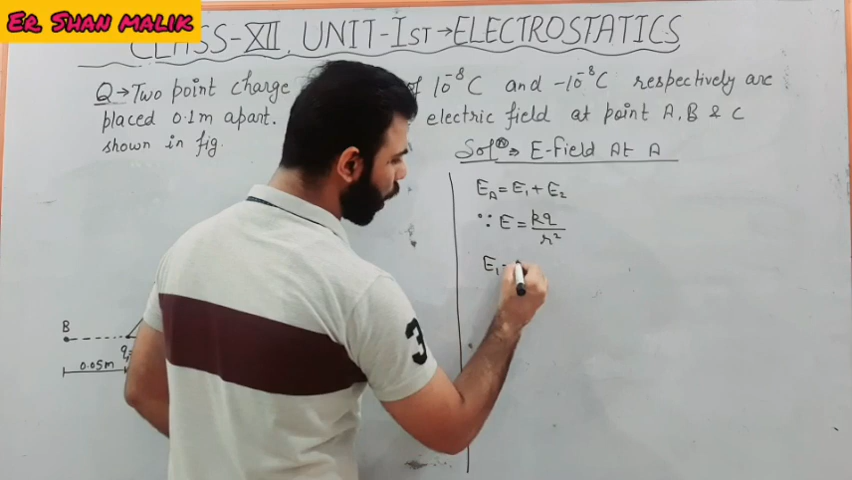 Er. Shan malik
CLASS-XII, UNIT-Ist → ELECTROSTATICS
Q → Two point charge of 10⁻⁸C and -10⁻⁸C respectively are
placed 0.1m apart. electric field at point A, B & C
shown in fig.
Solⁿ → E-field At A
E_A = E₁ + E₂
∵ E = kq/r²
E₁
B
0.05m